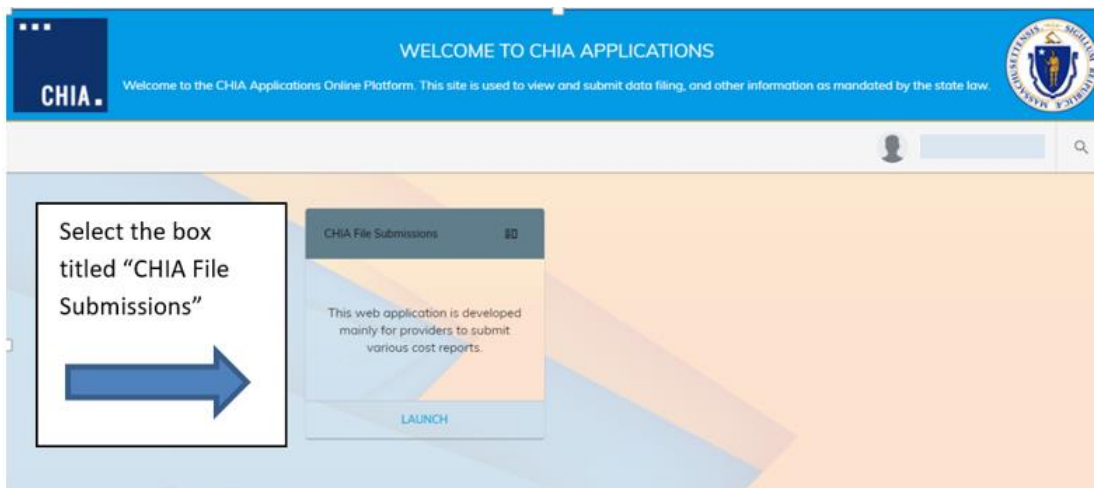 WELCOME TO CHIA APPLICATIONS
CHIA.
Welcome to the CHIA Applications Online Platform. This site is used to view and submit data filing, and other information as mandated by the state law.
Select the box
titled “CHIA File
Submissions”
CHIA File Submissions
This web application is developed
mainly for providers to submit
various cost reports.
LAUNCH